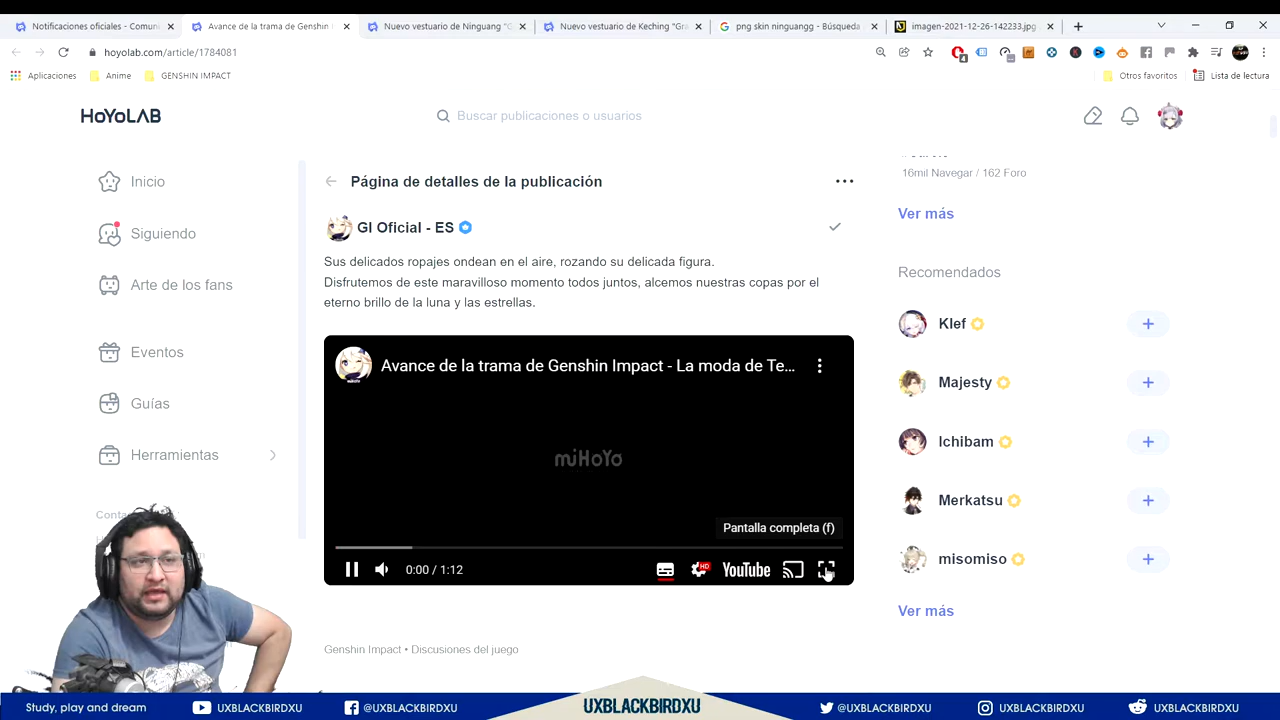 Notificaciones oficiales - Comuni
Avance de la trama de Genshin I
Nuevo vestuario de Ninguang "G
Nuevo vestuario de Keching "Gra
png skin ninguangg - Búsqueda
imagen-2021-12-26-142233.jpg
hoyolab.com/article/1784081
Aplicaciones
Anime
GENSHIN IMPACT
Otros favoritos
Lista de lectura
HoYoLAB
Buscar publicaciones o usuarios
Inicio
Siguiendo
Arte de los fans
Eventos
Guías
Herramientas
Página de detalles de la publicación
GI Oficial - ES
Sus delicados ropajes ondean en el aire, rozando su delicada figura.
Disfrutemos de este maravilloso momento todos juntos, alcemos nuestras copas por el
eterno brillo de la luna y las estrellas.
Avance de la trama de Genshin Impact - La moda de Te...
miHoYo
Pantalla completa (f)
0:00 / 1:12
HD
YouTube
Genshin Impact • Discusiones del juego
16mil Navegar / 162 Foro
Ver más
Recomendados
Klef
Majesty
Ichibam
Merkatsu
misomiso
Ver más
Study, play and dream
UXBLACKBIRDXU
@UXBLACKBIRDXU
UXBLACKBIRDXU
@UXBLACKBIRDXU
UXBLACKBIRDXU
UXBLACKBIRDXU